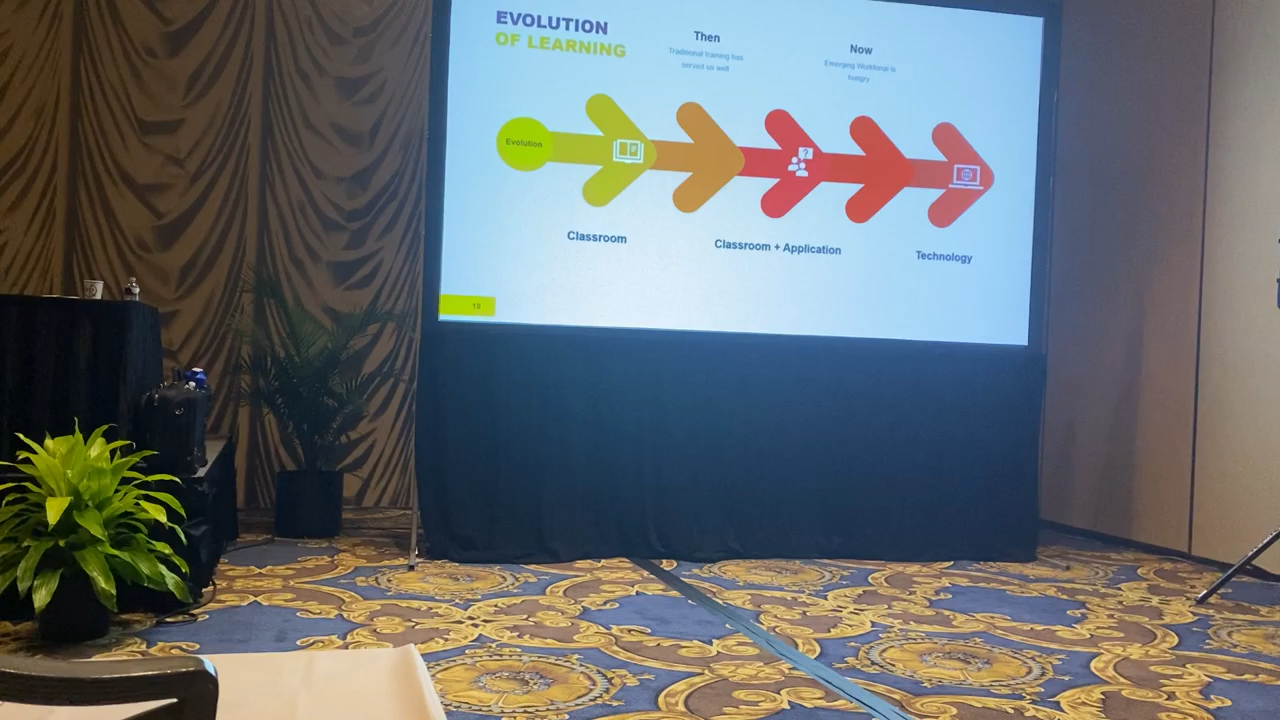 EVOLUTION
OF LEARNING
Then
Traditional training has
served us well
Now
Emerging Workforce is
hungry
Evolution
?
Classroom
Classroom + Application
Technology